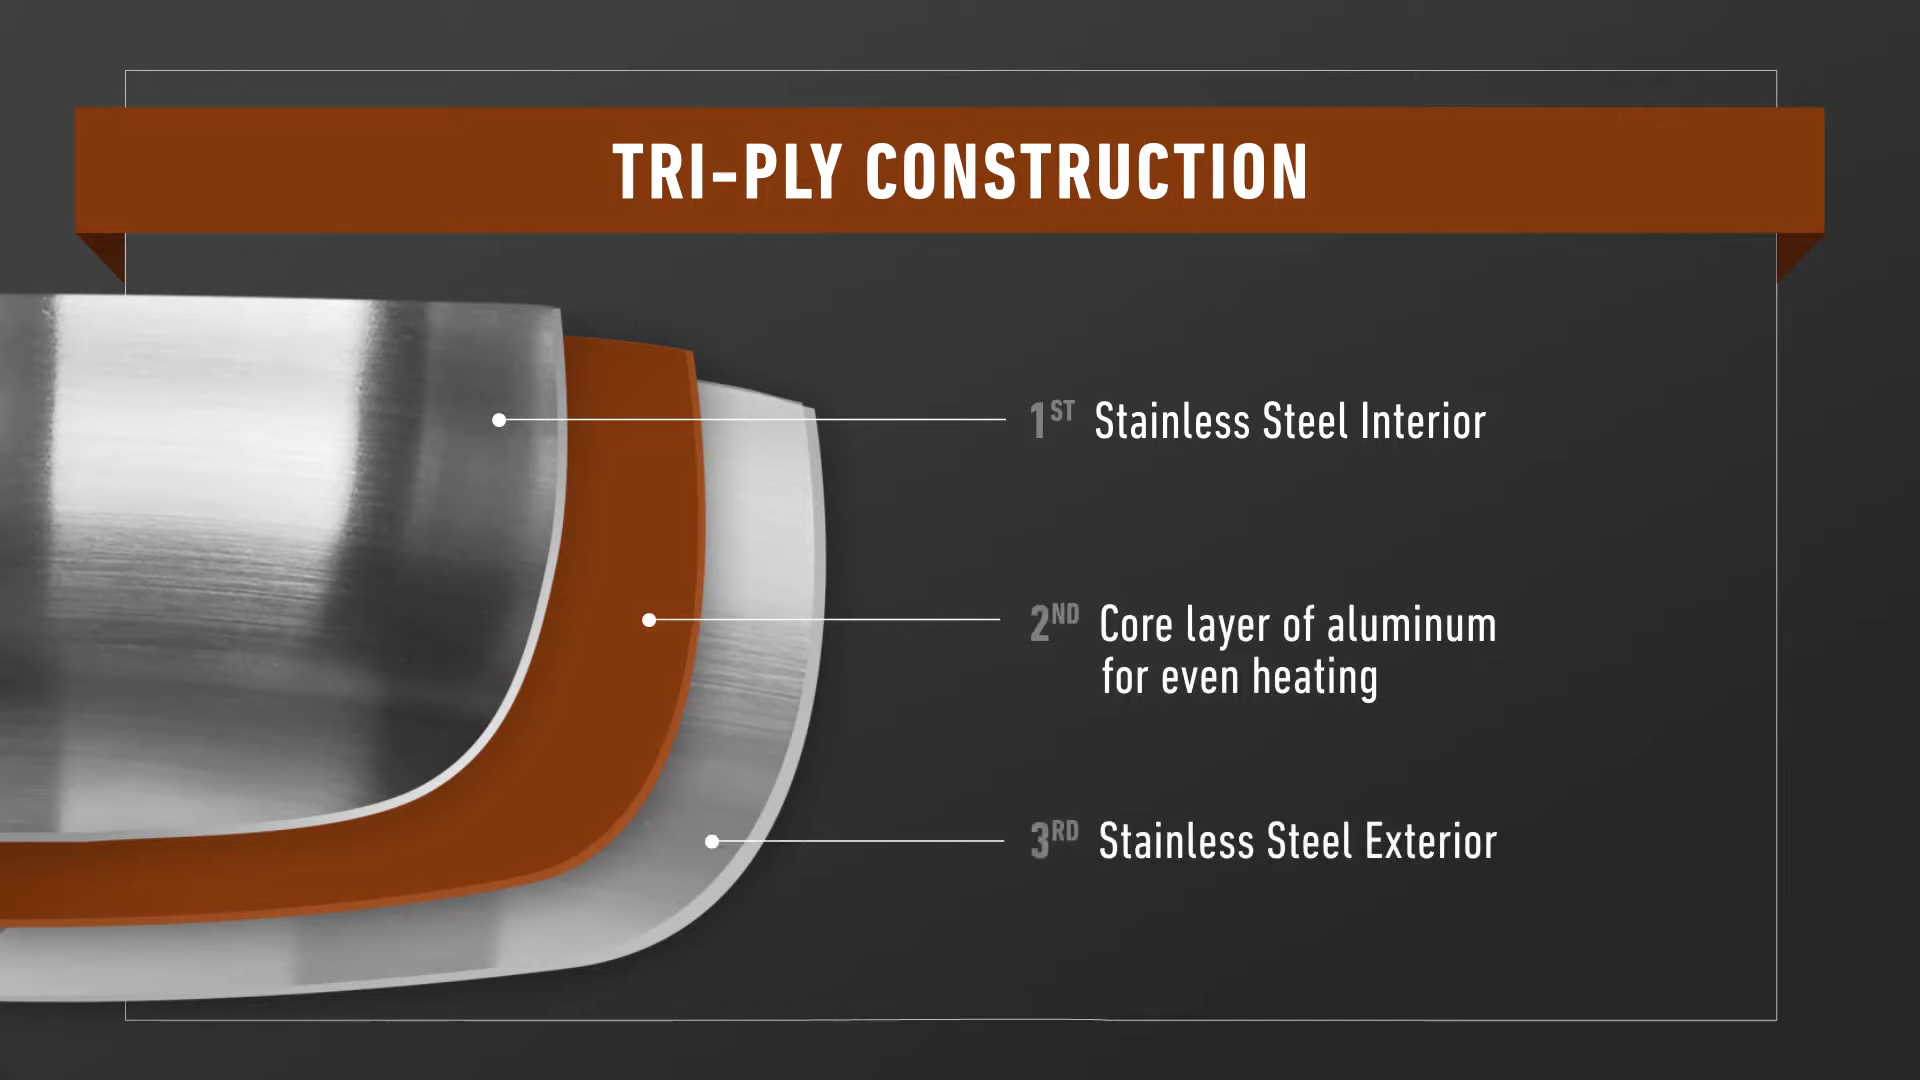 TRI-PLY CONSTRUCTION
1ST Stainless Steel Interior
2ND Core layer of aluminum
for even heating
3RD Stainless Steel Exterior